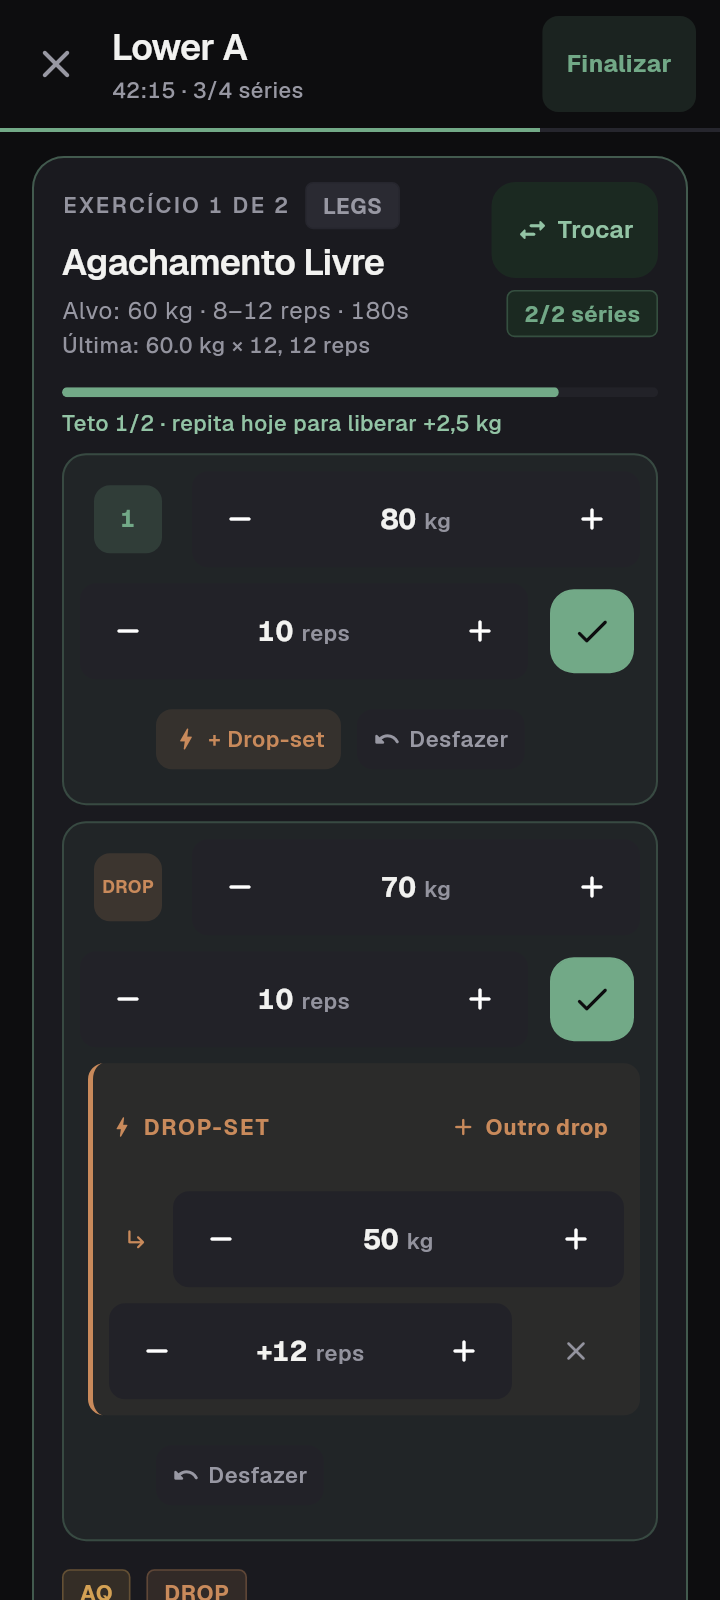 Lower A
42:15 · 3/4 séries
Finalizar
EXERCÍCIO 1 DE 2
LEGS
Trocar
Agachamento Livre
Alvo: 60 kg · 8–12 reps · 180s
2/2 séries
Última: 60.0 kg × 12, 12 reps
Teto 1/2 · repita hoje para liberar +2,5 kg
1
− 80 kg +
− 10 reps +
+ Drop-set
Desfazer
DROP
− 70 kg +
− 10 reps +
DROP-SET
+ Outro drop
− 50 kg +
− +12 reps +
Desfazer
AQ
DROP